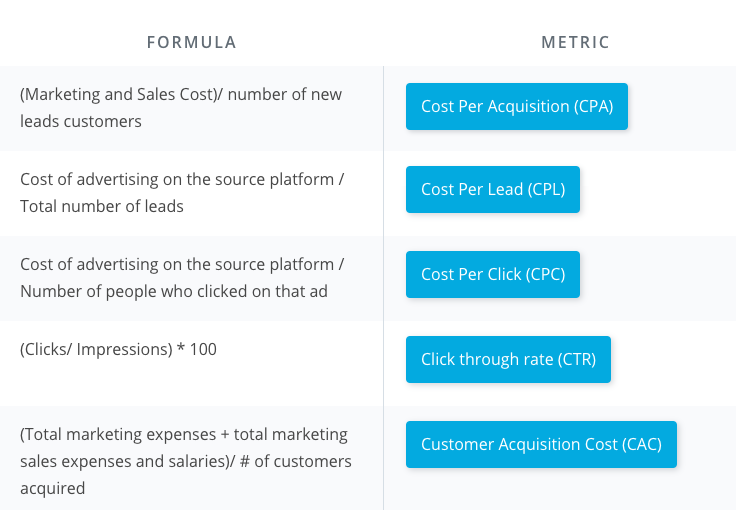 FORMULA
METRIC
(Marketing and Sales Cost)/ number of new
leads customers
Cost Per Acquisition (CPA)
Cost of advertising on the source platform /
Total number of leads
Cost Per Lead (CPL)
Cost of advertising on the source platform /
Number of people who clicked on that ad
Cost Per Click (CPC)
(Clicks/ Impressions) * 100
Click through rate (CTR)
(Total marketing expenses + total marketing
sales expenses and salaries)/ # of customers
acquired
Customer Acquisition Cost (CAC)